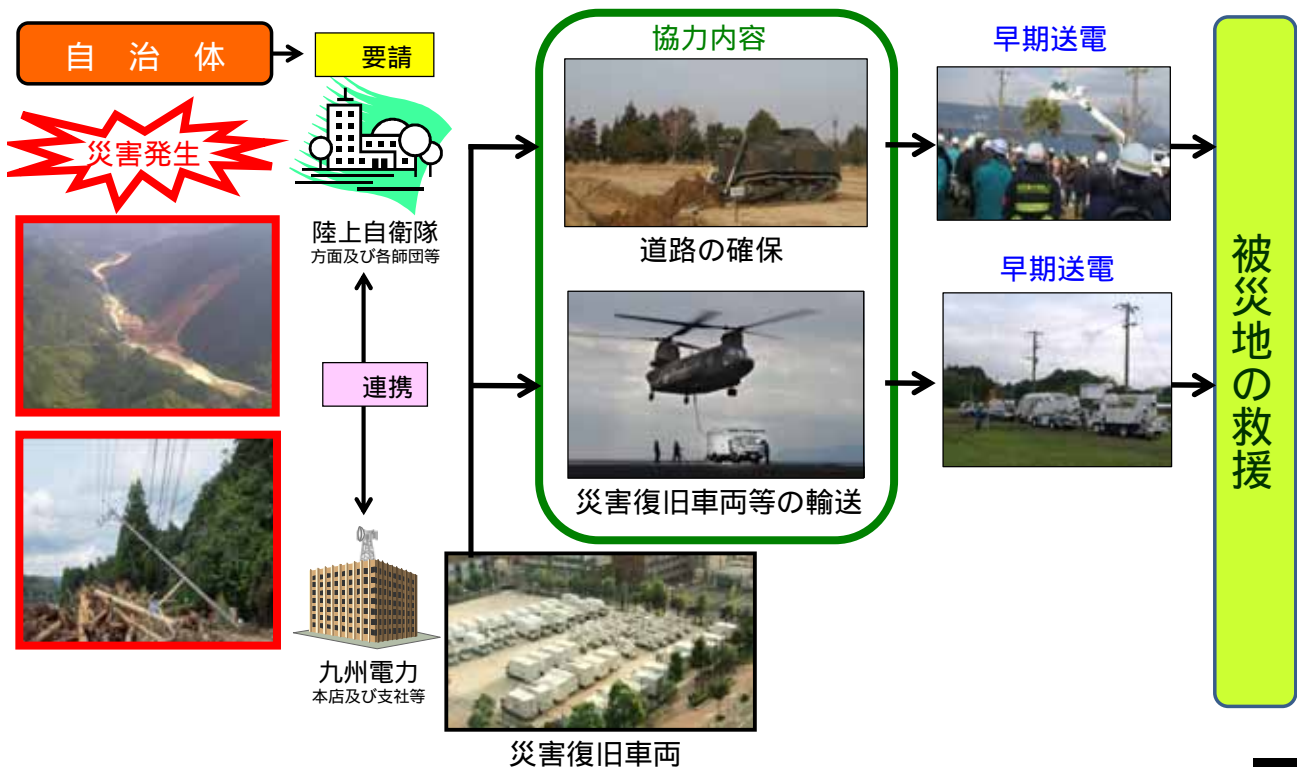 自治体
要請
災害発生
陸上自衛隊
方面及び各師団等
連携
九州電力
本店及び支社等
災害復旧車両
協力内容
道路の確保
災害復旧車両等の輸送
早期送電
早期送電
被災地の救援